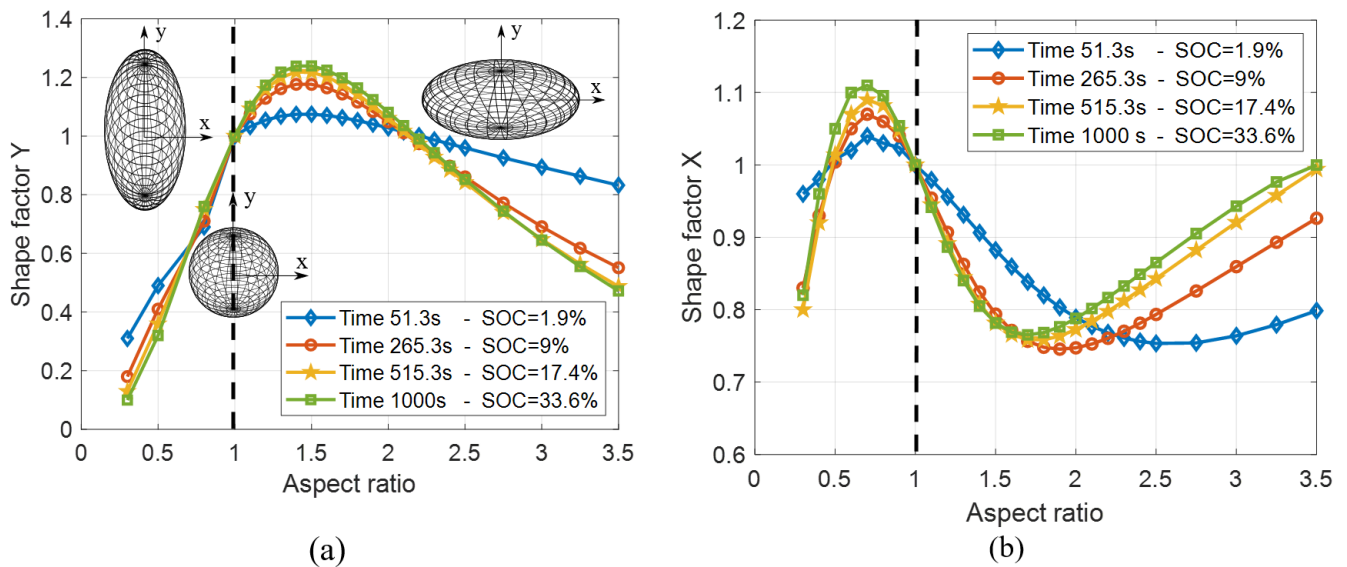 1.4
1.2
1
0.8
0.6
0.4
0.2
0
Shape factor Y
y
x
y
x
y
x
Time 51.3s - SOC=1.9%
Time 265.3s - SOC=9%
Time 515.3s - SOC=17.4%
Time 1000s - SOC=33.6%
0 0.5 1 1.5 2 2.5 3 3.5
Aspect ratio
(a)
1.2
1.1
1
0.9
0.8
0.7
0.6
Shape factor X
Time 51.3s - SOC=1.9%
Time 265.3s - SOC=9%
Time 515.3s - SOC=17.4%
Time 1000 s - SOC=33.6%
0 0.5 1 1.5 2 2.5 3 3.5
Aspect ratio
(b)